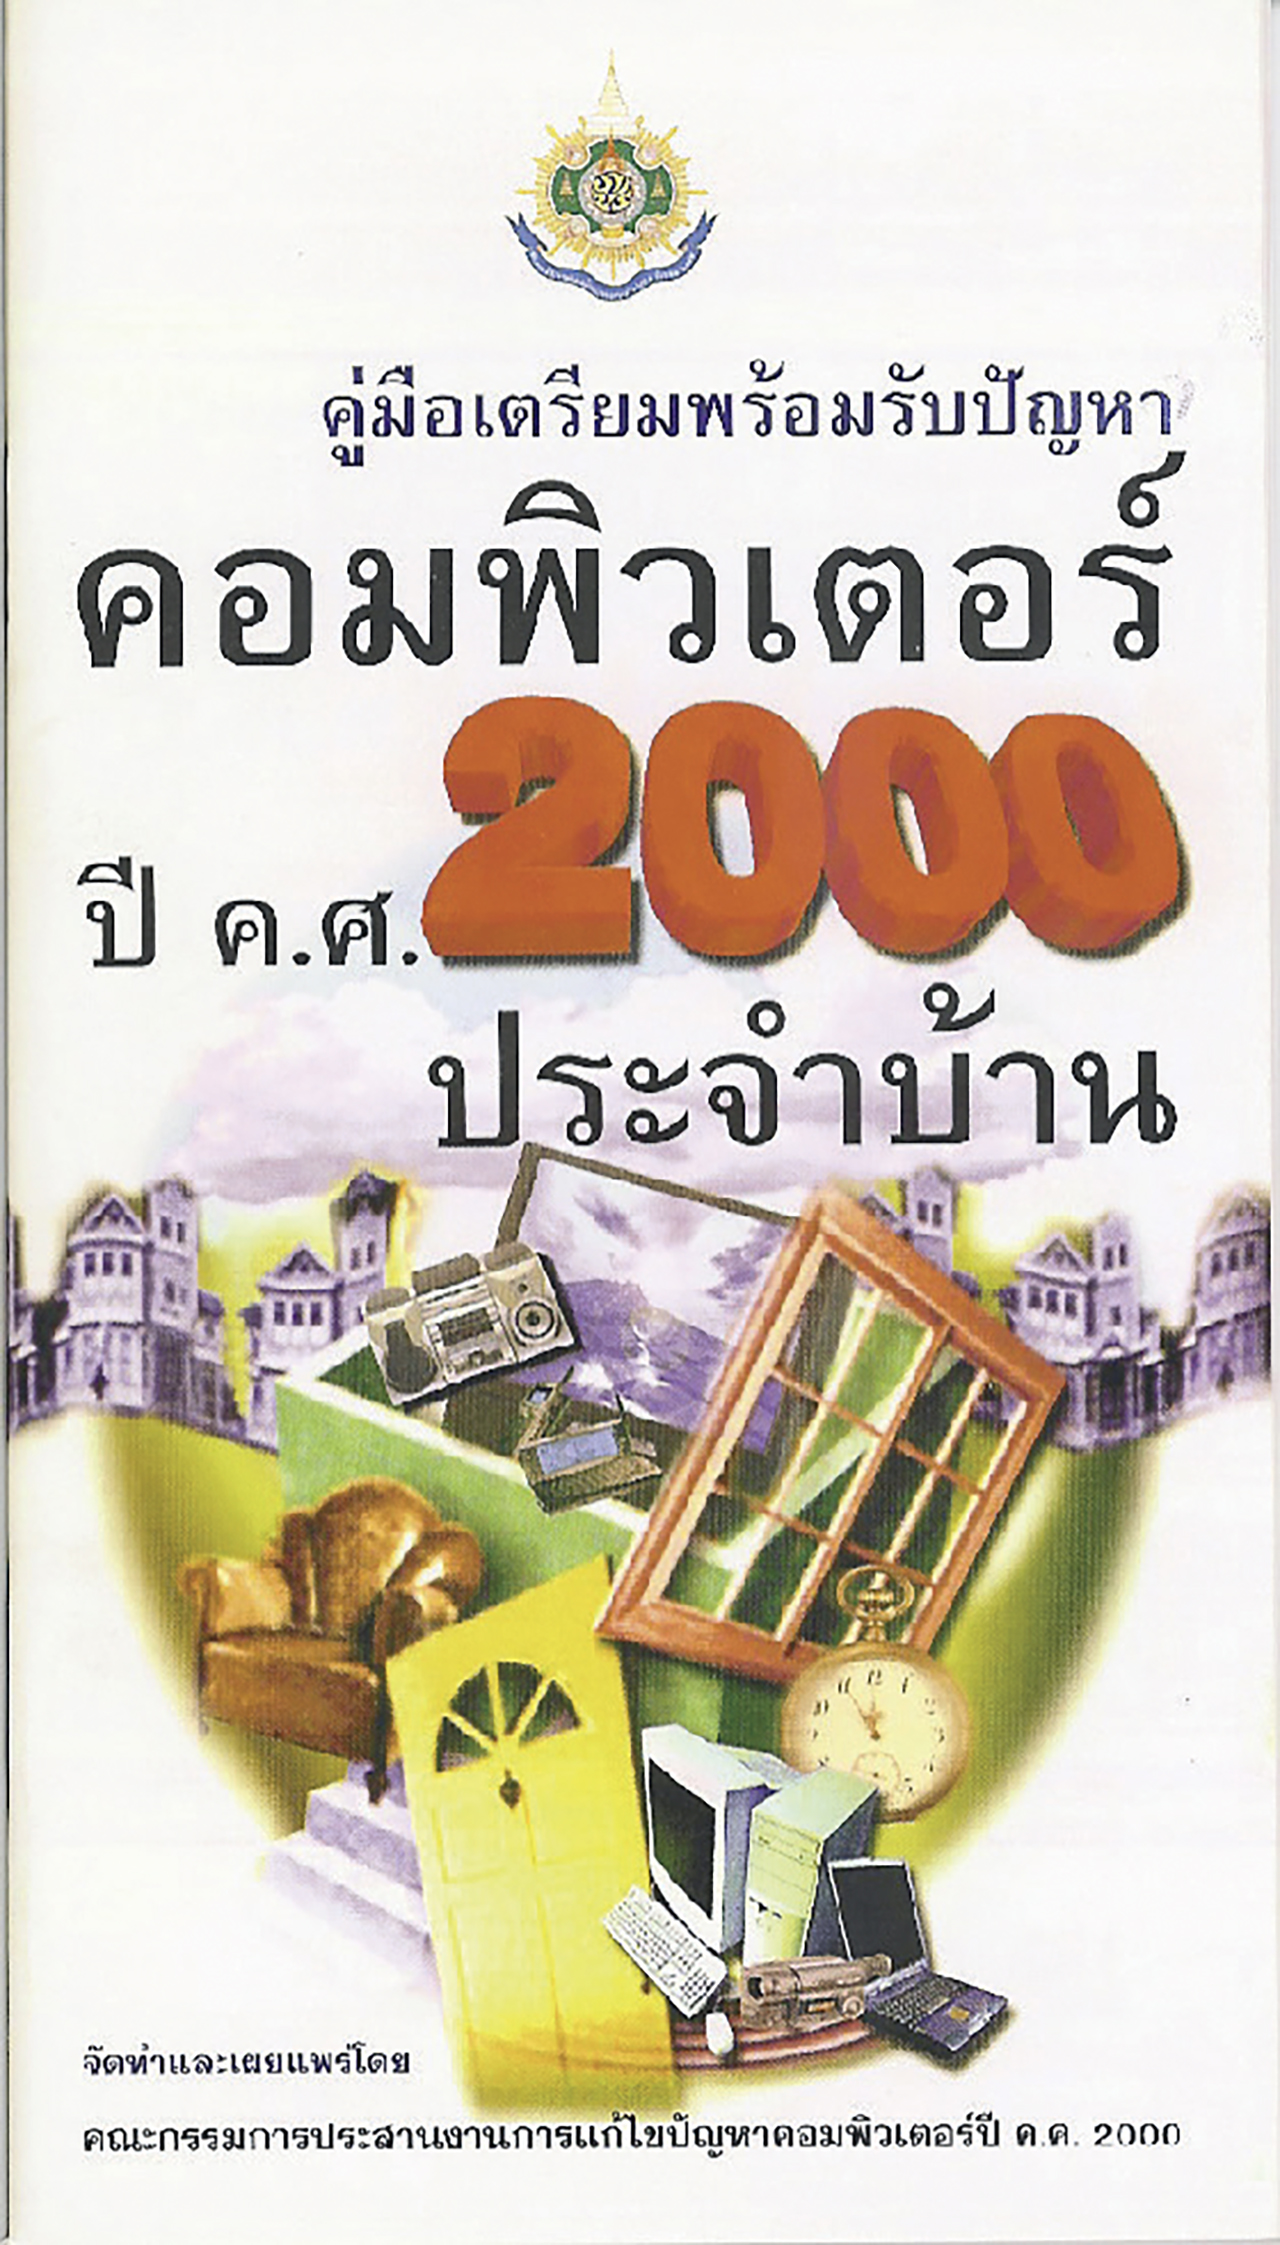 คู่มือเตรียมพร้อมรับปัญหา
คอมพิวเตอร์
ปี ค.ศ. 2000
ประจำบ้าน
จัดทำและเผยแพร่โดย
คณะกรรมการประสานงานการแก้ไขปัญหาคอมพิวเตอร์ปี ค.ค. 2000